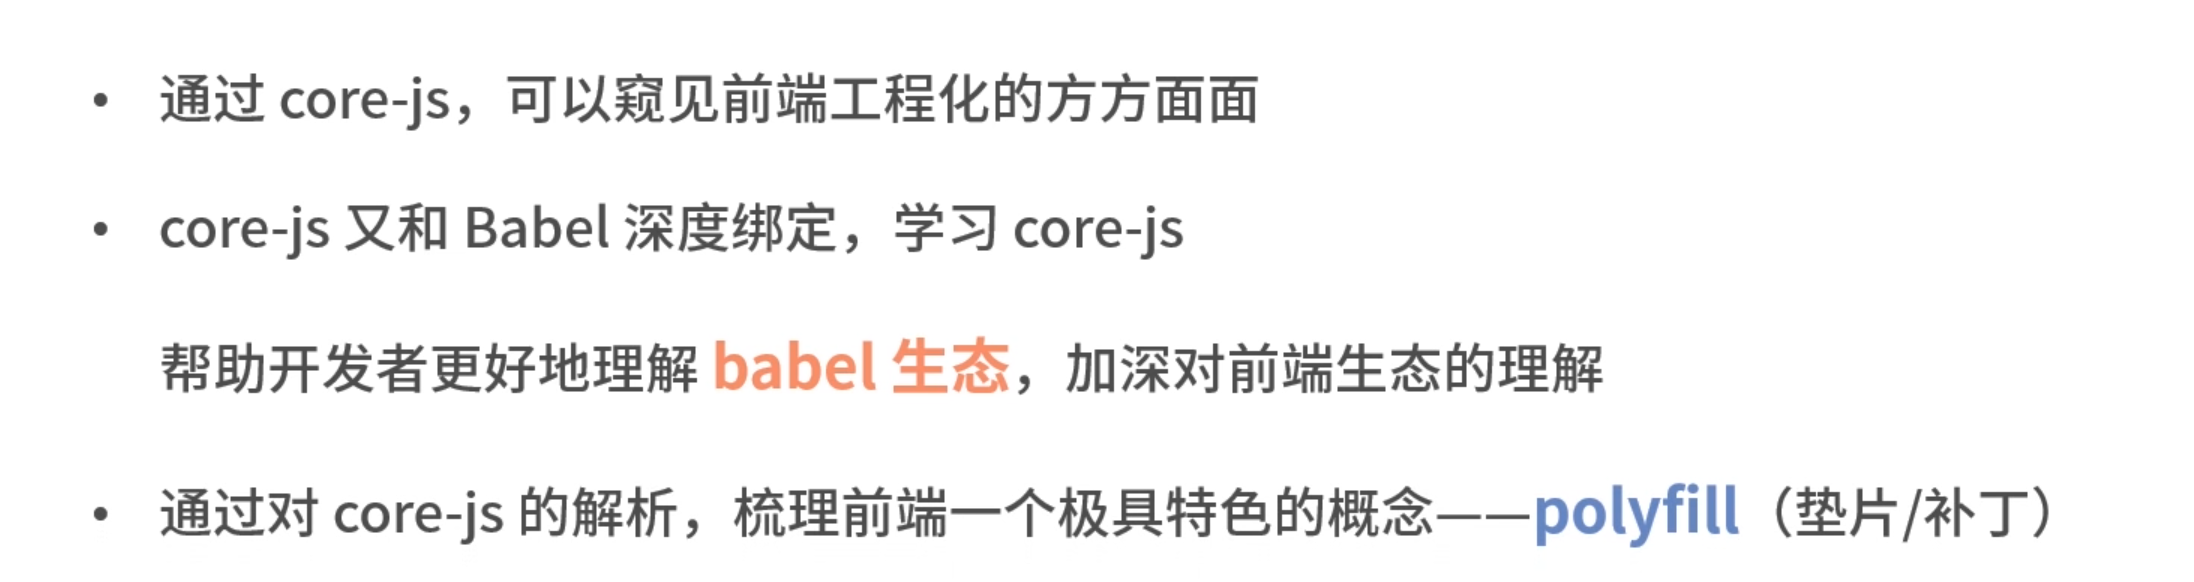 • 通过 core-js，可以窥见前端工程化的方方面面
• core-js 又和 Babel 深度绑定，学习 core-js
帮助开发者更好地理解 babel 生态，加深对前端生态的理解
• 通过对 core-js 的解析，梳理前端一个极具特色的概念——polyfill（垫片/补丁）